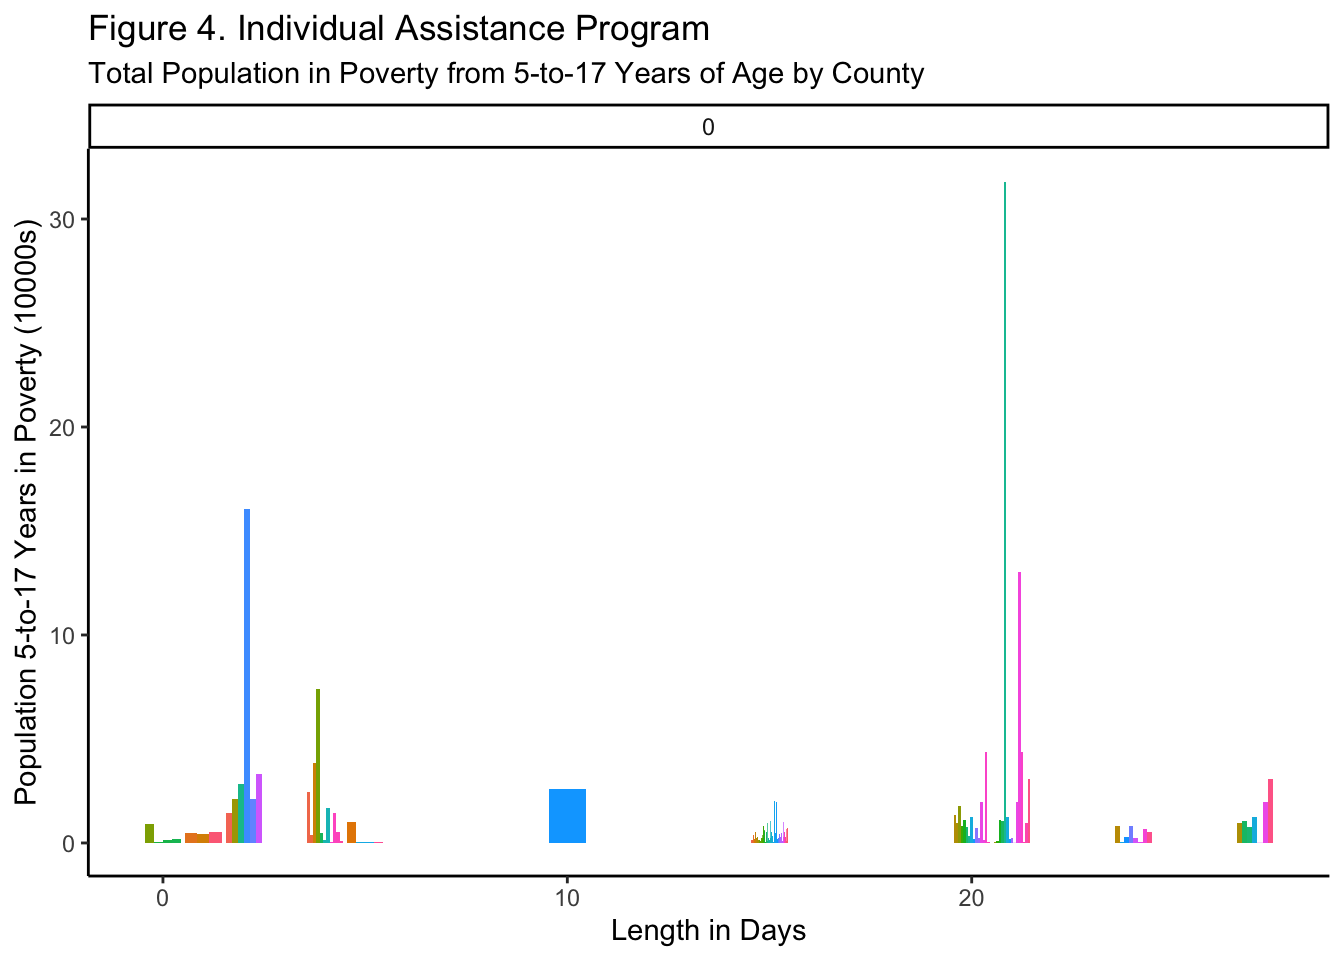 Figure 4. Individual Assistance Program
Total Population in Poverty from 5-to-17 Years of Age by County
0
Population 5-to-17 Years in Poverty (10000s)
30
20
10
0
0 10 20
Length in Days